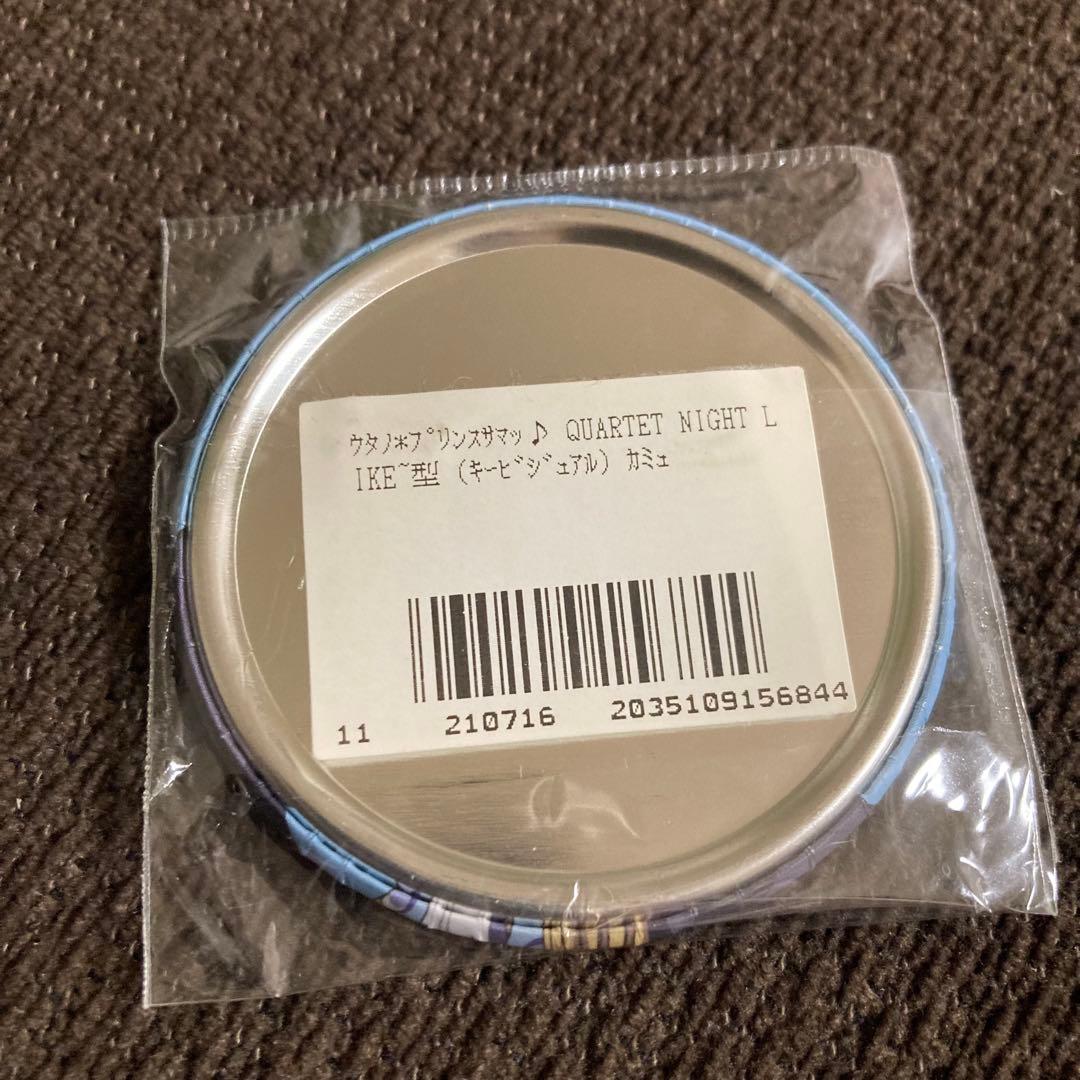 ｳﾀﾉ*ﾌﾟﾘﾝｽｻﾏｯ♪ QUARTET NIGHT L
IKE~型 (ｷｰﾋﾞｼﾞｭｱﾙ) ｶﾐｭ
11 210716 2035109156844